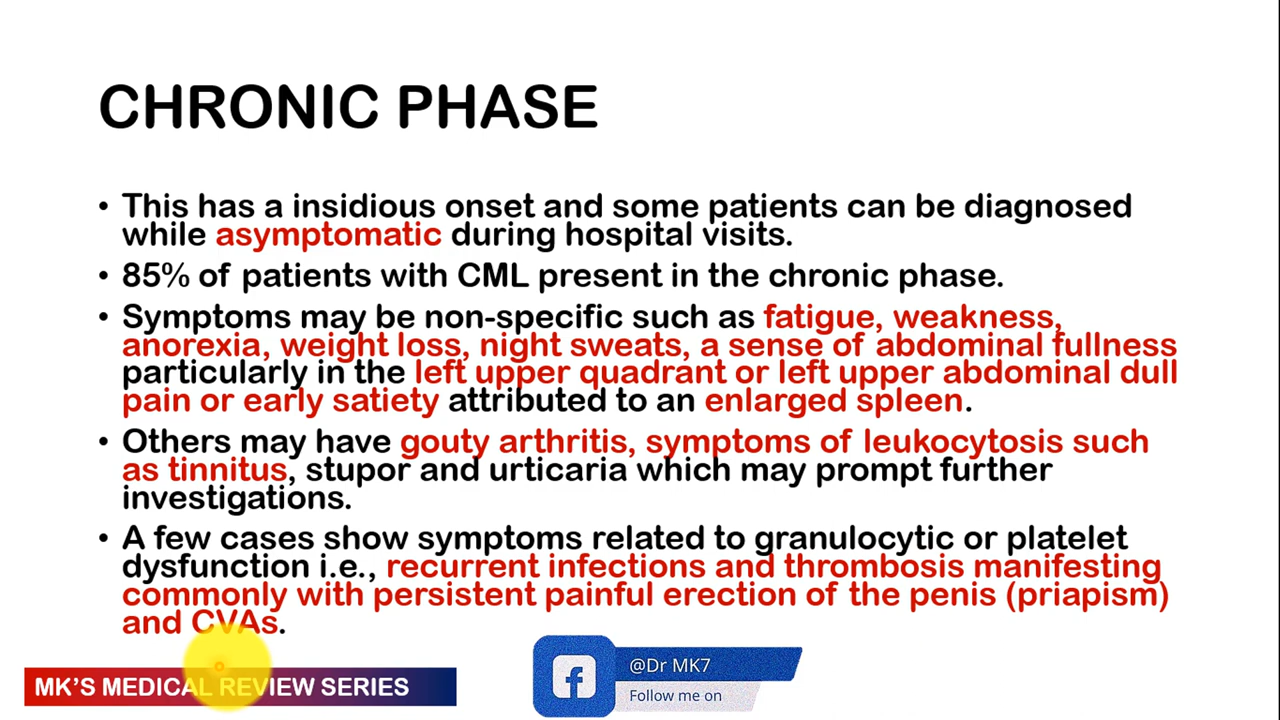 CHRONIC PHASE
• This has a insidious onset and some patients can be diagnosed
while asymptomatic during hospital visits.
• 85% of patients with CML present in the chronic phase.
• Symptoms may be non-specific such as fatigue, weakness,
anorexia, weight loss, night sweats, a sense of abdominal fullness
particularly in the left upper quadrant or left upper abdominal dull
pain or early satiety attributed to an enlarged spleen.
• Others may have gouty arthritis, symptoms of leukocytosis such
as tinnitus, stupor and urticaria which may prompt further
investigations.
• A few cases show symptoms related to granulocytic or platelet
dysfunction i.e., recurrent infections and thrombosis manifesting
commonly with persistent painful erection of the penis (priapism)
and CVAs.
MK'S MEDICAL REVIEW SERIES
@Dr MK7
Follow me on